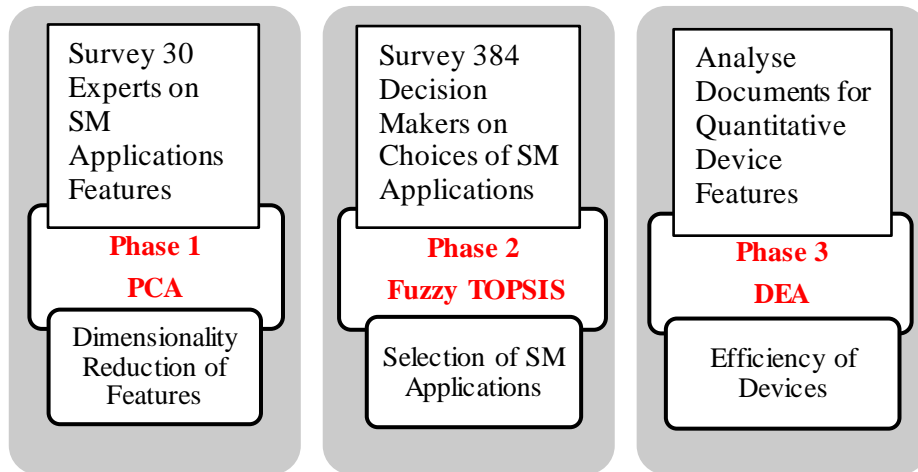 Survey 30
Experts on
SM
Applications
Features
Phase 1
PCA
Dimensionality
Reduction of
Features
Survey 384
Decision
Makers on
Choices of SM
Applications
Phase 2
Fuzzy TOPSIS
Selection of SM
Applications
Analyse
Documents for
Quantitative
Device
Features
Phase 3
DEA
Efficiency of
Devices